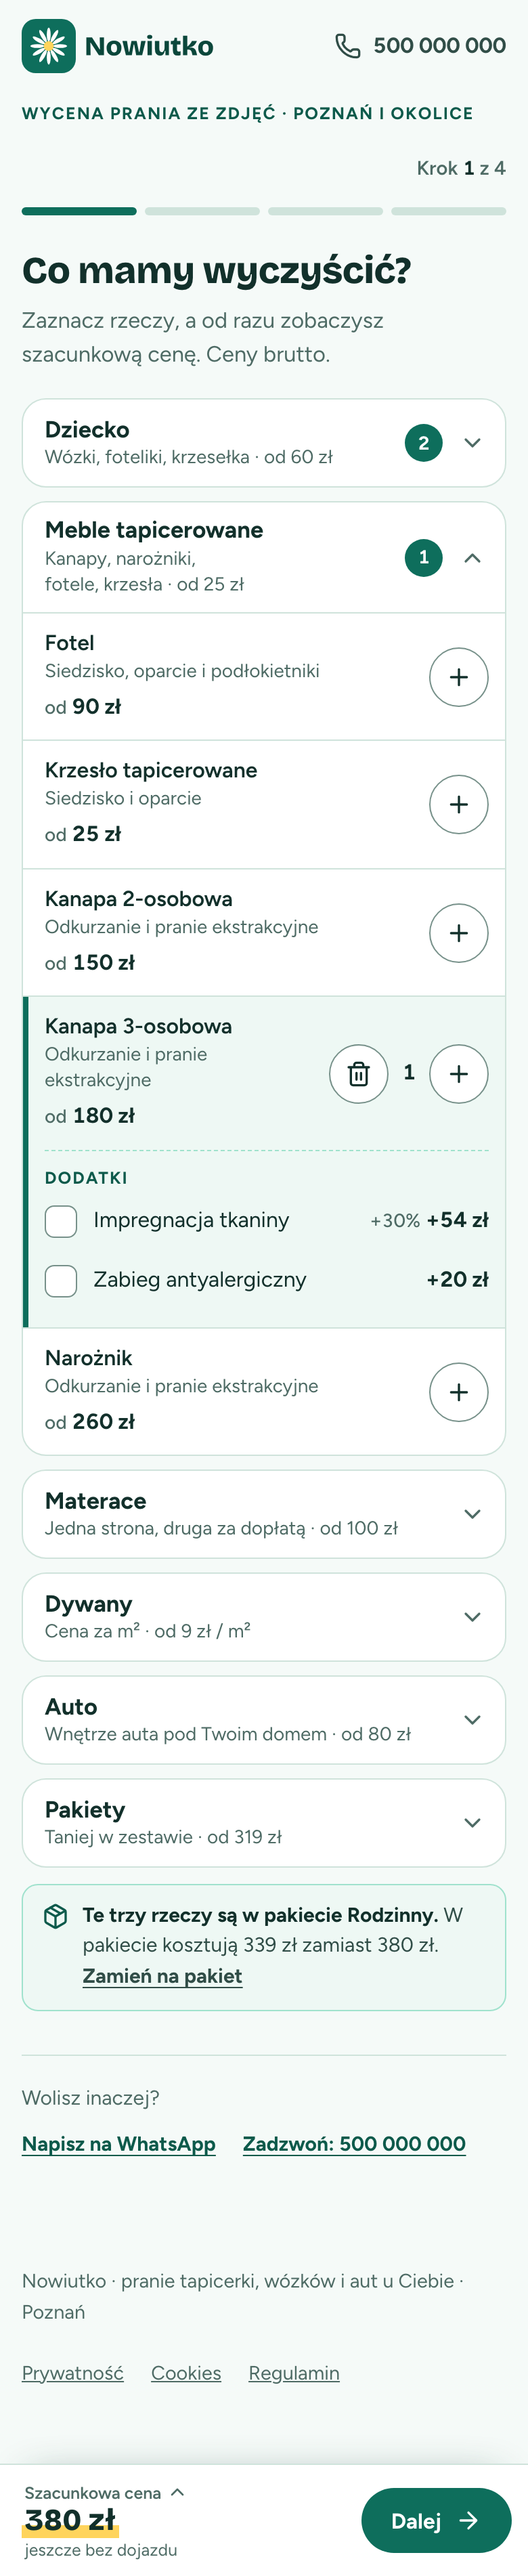 Nowiutko
500 000 000
WYCENA PRANIA ZE ZDJĘĆ · POZNAŃ I OKOLICE
Krok 1 z 4
Co mamy wyczyścić?
Zaznacz rzeczy, a od razu zobaczysz
szacunkową cenę. Ceny brutto.
Dziecko
Wózki, foteliki, krzesełka · od 60 zł
2
Meble tapicerowane
Kanapy, narożniki,
fotele, krzesła · od 25 zł
1
Fotel
Siedzisko, oparcie i podłokietniki
od 90 zł
Krzesło tapicerowane
Siedzisko i oparcie
od 25 zł
Kanapa 2-osobowa
Odkurzanie i pranie ekstrakcyjne
od 150 zł
Kanapa 3-osobowa
Odkurzanie i pranie
ekstrakcyjne
od 180 zł
1
DODATKI
Impregnacja tkaniny +30% +54 zł
Zabieg antyalergiczny +20 zł
Narożnik
Odkurzanie i pranie ekstrakcyjne
od 260 zł
Materace
Jedna strona, druga za dopłatą · od 100 zł
Dywany
Cena za m² · od 9 zł / m²
Auto
Wnętrze auta pod Twoim domem · od 80 zł
Pakiety
Taniej w zestawie · od 319 zł
Te trzy rzeczy są w pakiecie Rodzinny. W
pakiecie kosztują 339 zł zamiast 380 zł.
Zamień na pakiet
Wolisz inaczej?
Napisz na WhatsApp Zadzwoń: 500 000 000
Nowiutko · pranie tapicerki, wózków i aut u Ciebie ·
Poznań
Prywatność Cookies Regulamin
Szacunkowa cena
380 zł
jeszcze bez dojazdu
Dalej